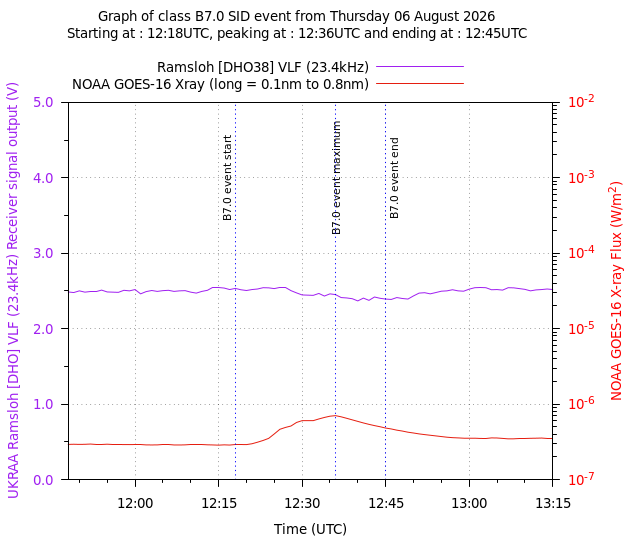 Graph of class B7.0 SID event from Thursday 06 August 2026
Starting at : 12:18UTC, peaking at : 12:36UTC and ending at : 12:45UTC
Ramsloh [DHO38] VLF (23.4kHz)
NOAA GOES-16 Xray (long = 0.1nm to 0.8nm)
UKRAA Ramsloh [DHO] VLF (23.4kHz) Receiver signal output (V)
5.0
4.0
3.0
2.0
1.0
0.0
B7.0 event start
B7.0 event maximum
B7.0 event end
10-2
10-3
10-4
10-5
10-6
10-7
NOAA GOES-16 X-ray Flux (W/m2)
12:00 12:15 12:30 12:45 13:00 13:15
Time (UTC)